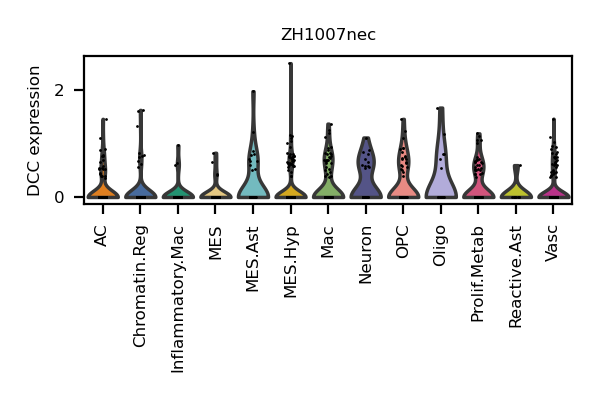 ZH1007nec
DCC expression
2
0
AC
Chromatin.Reg
Inflammatory.Mac
MES
MES.Ast
MES.Hyp
Mac
Neuron
OPC
Oligo
Prolif.Metab
Reactive.Ast
Vasc